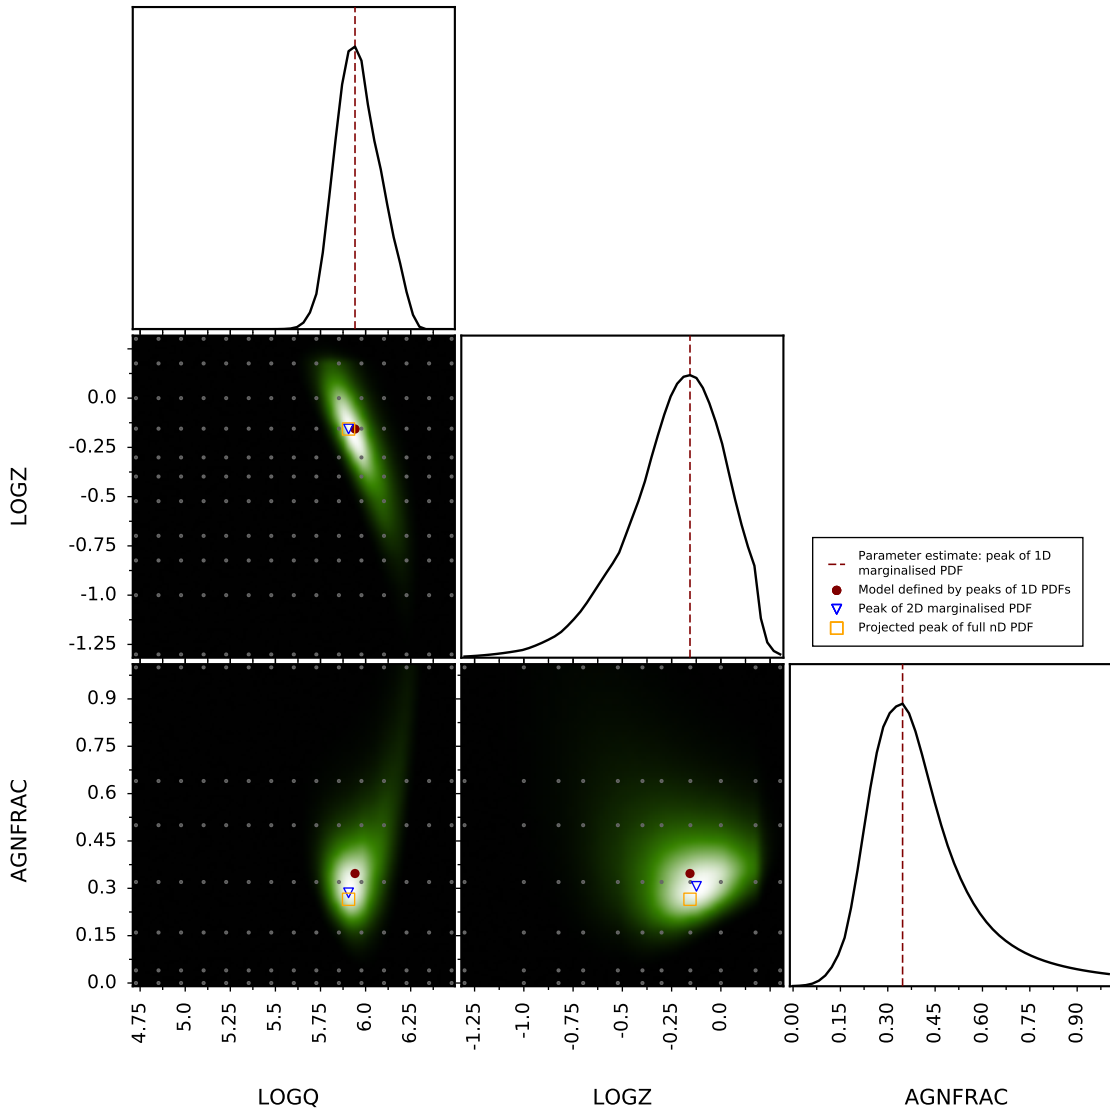 0.0
-0.25
-0.5
-0.75
-1.0
-1.25
LOGZ
Parameter estimate: peak of 1D
marginalised PDF
Model defined by peaks of 1D PDFs
Peak of 2D marginalised PDF
Projected peak of full nD PDF
0.9
0.75
0.6
0.45
0.3
0.15
0.0
AGNFRAC
4.75 5.0 5.25 5.5 5.75 6.0 6.25
-1.25 -1.0 -0.75 -0.5 -0.25 0.0
0.00 0.15 0.30 0.45 0.60 0.75 0.90
LOGQ LOGZ AGNFRAC